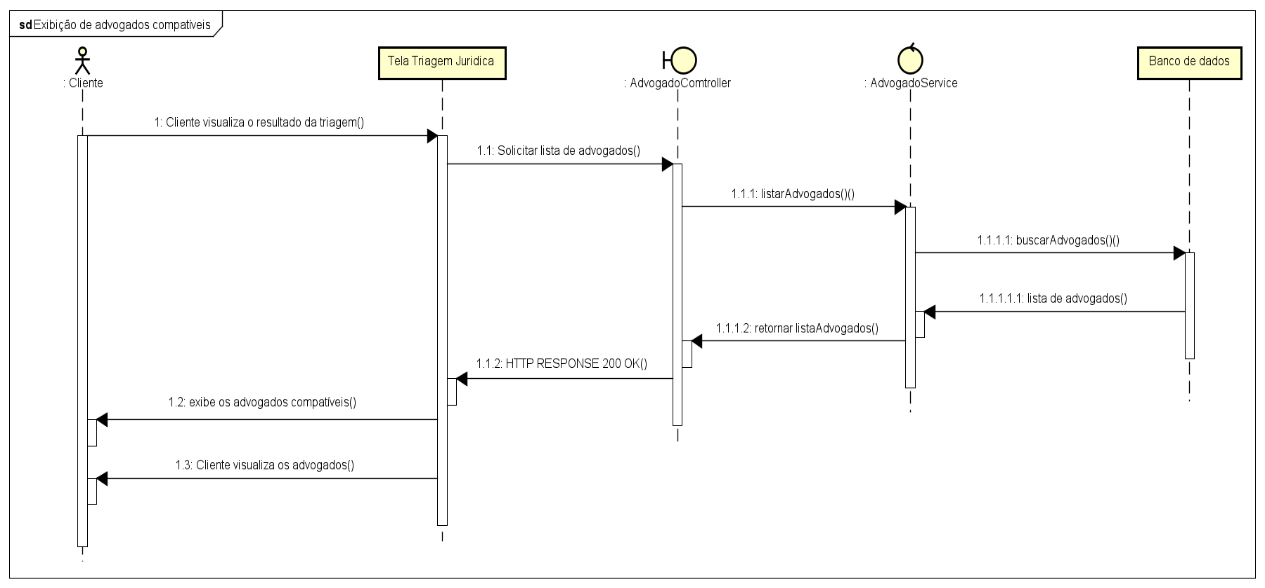 sd Exibição de advogados compatíveis
: Cliente
Tela Triagem Juridica
: AdvogadoComtroller
: AdvogadoService
Banco de dados
1: Cliente visualiza o resultado da triagem()
1.1: Solicitar lista de advogados()
1.1.1: listarAdvogados()()
1.1.1.1: buscarAdvogados()()
1.1.1.1.1: lista de advogados()
1.1.1.2: retornar listaAdvogados()
1.1.2: HTTP RESPONSE 200 OK()
1.2: exibe os advogados compatíveis()
1.3: Cliente visualiza os advogados()